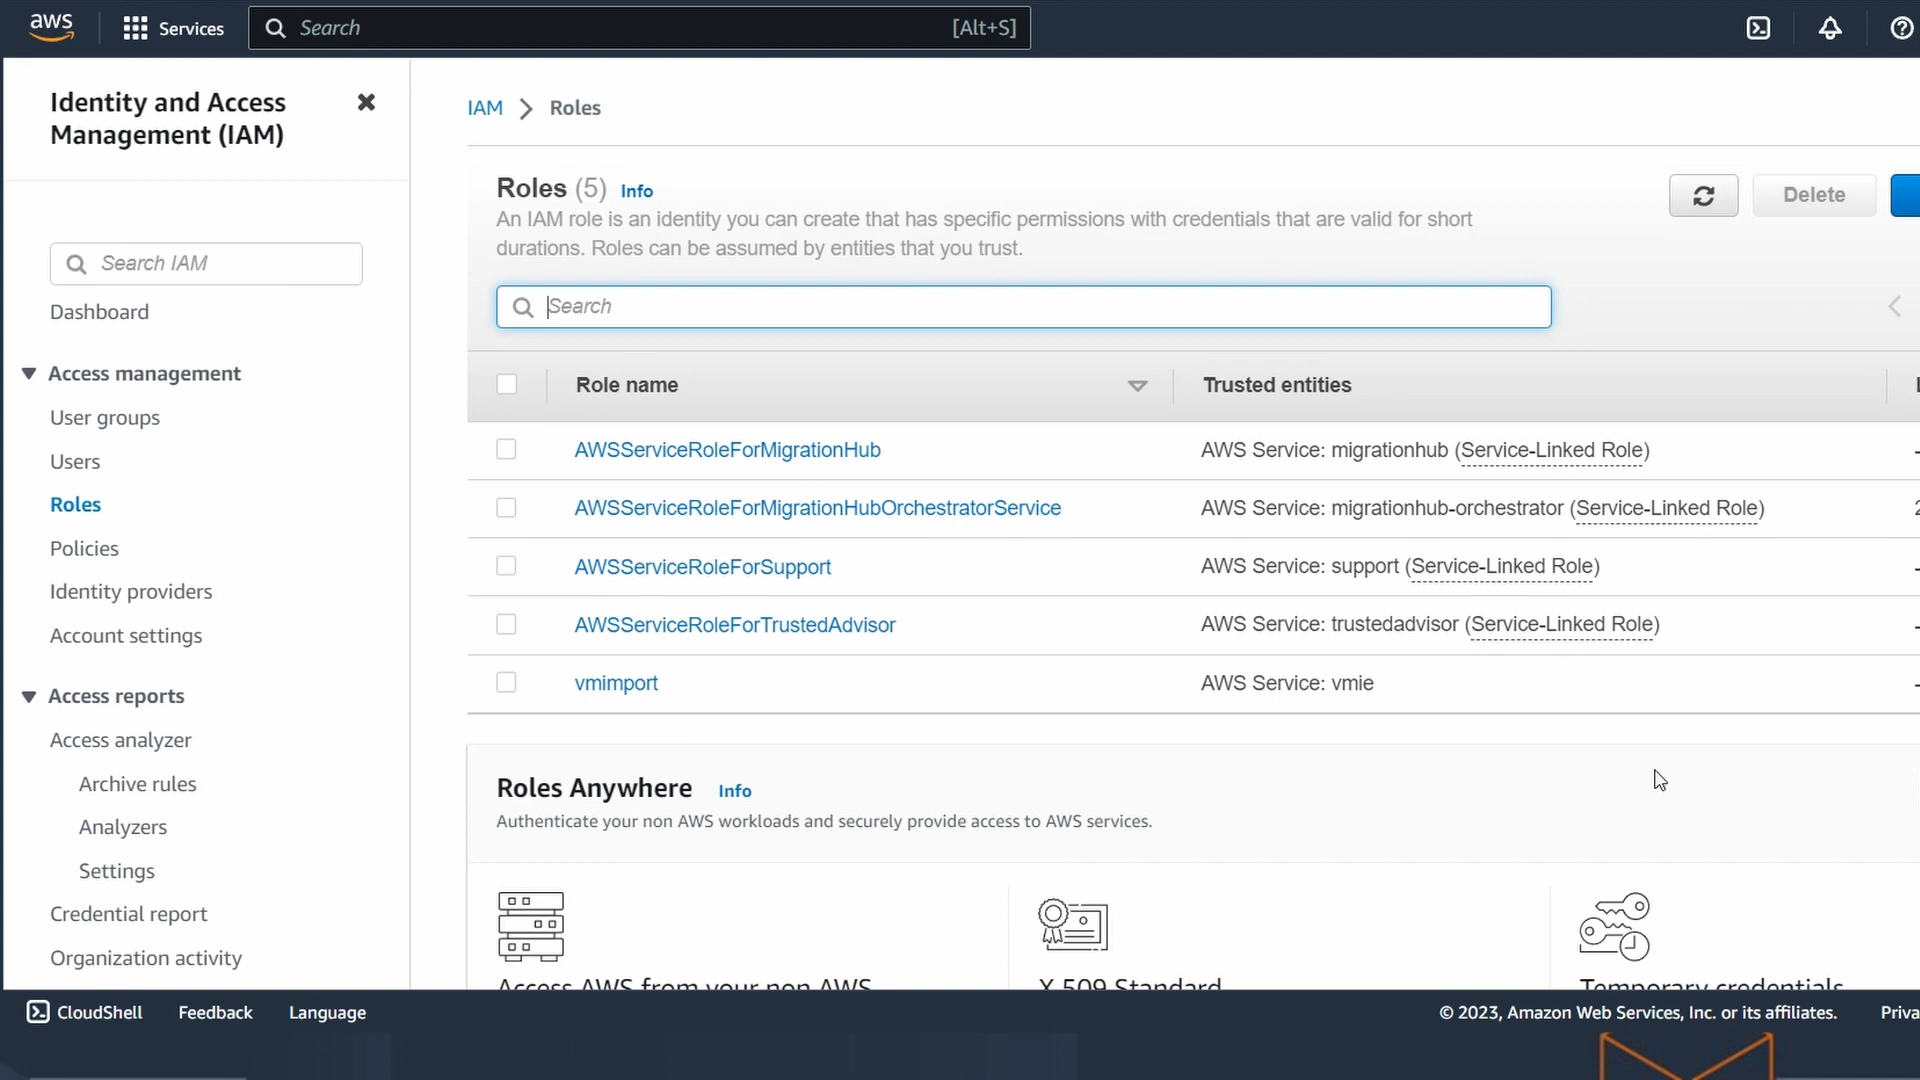 aws
Services
Search
[Alt+S]
Identity and Access
Management (IAM)
Search IAM
Dashboard
Access management
User groups
Users
Roles
Policies
Identity providers
Account settings
Access reports
Access analyzer
Archive rules
Analyzers
Settings
Credential report
Organization activity
IAM
Roles
Roles (5) Info
An IAM role is an identity you can create that has specific permissions with credentials that are valid for short
durations. Roles can be assumed by entities that you trust.
Delete
Search
Role name
Trusted entities
AWSServiceRoleForMigrationHub
AWS Service: migrationhub (Service-Linked Role)
AWSServiceRoleForMigrationHubOrchestratorService
AWS Service: migrationhub-orchestrator (Service-Linked Role)
AWSServiceRoleForSupport
AWS Service: support (Service-Linked Role)
AWSServiceRoleForTrustedAdvisor
AWS Service: trustedadvisor (Service-Linked Role)
vmimport
AWS Service: vmie
Roles Anywhere Info
Authenticate your non AWS workloads and securely provide access to AWS services.
Access AWS from your non AWS
X.509 Standard
Temporary credentials
CloudShell
Feedback
Language
© 2023, Amazon Web Services, Inc. or its affiliates.